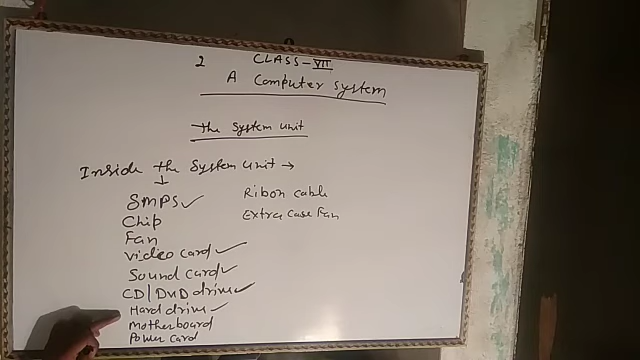 2 CLASS-VII
A Computer System
The System Unit
Inside the System Unit →
↓
SMPS ✓
Chip
Fan
Video card ✓
Sound card ✓
CD/DVD drive ✓
Hard drive ✓
Motherboard
Power Card
Ribon cable
Extra Case Fan